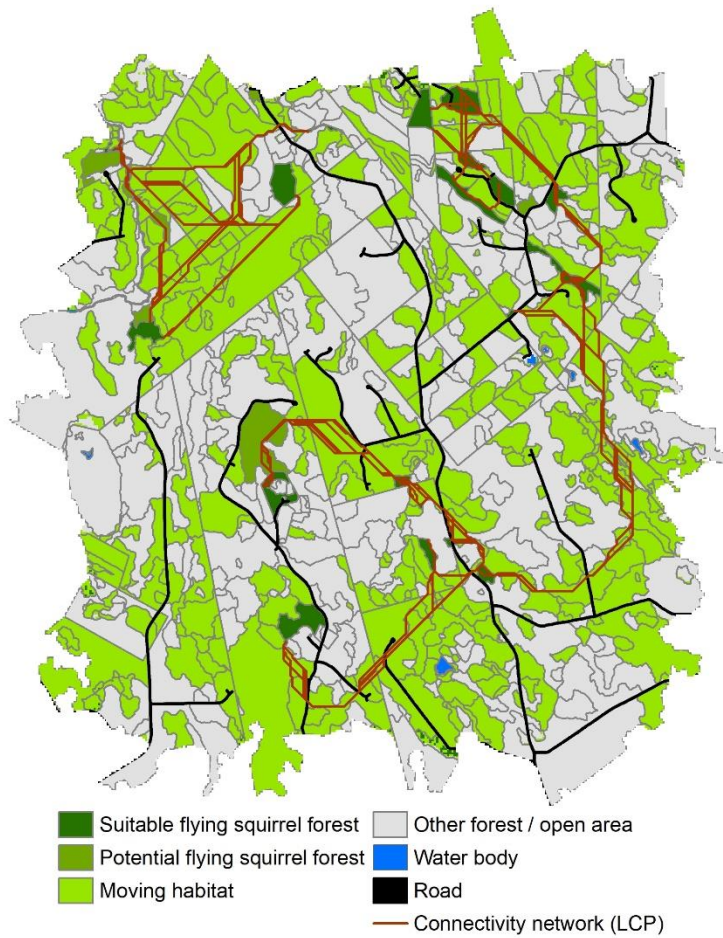 Suitable flying squirrel forest
Potential flying squirrel forest
Moving habitat
Other forest / open area
Water body
Road
Connectivity network (LCP)